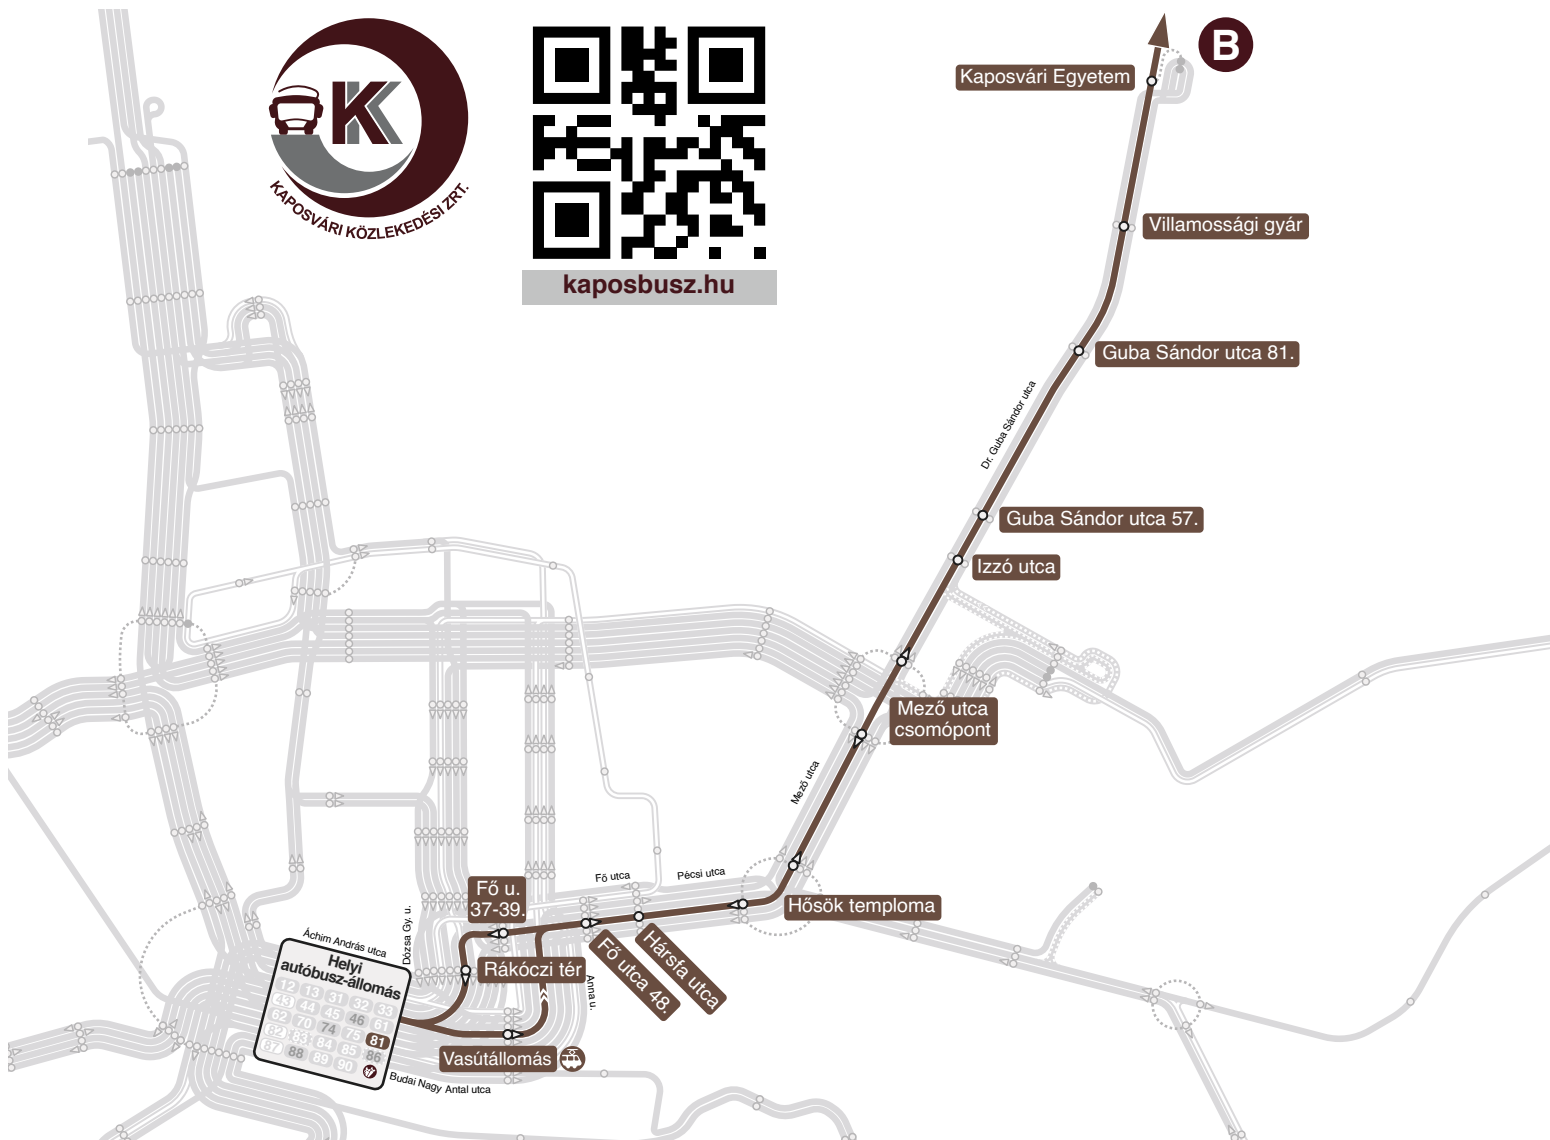 B
Kaposvári Egyetem
KK
KAPOSVÁRI KÖZLEKEDÉSI ZRT.
kaposbusz.hu
Villamossági gyár
Guba Sándor utca 81.
Dr. Guba Sándor utca
Guba Sándor utca 57.
Izzó utca
Mező utca
csomópont
Mező utca
Fő utca
Pécsi utca
Fő u.
37-39.
Hősök temploma
Dózsa Gy. u.
Áchim András utca
Rákóczi tér
Fő utca 48.
Hársfa utca
Anna u.
Helyi
autóbusz-állomás
12 13 31 32 33
43 44 45 46 61
62 70 74 75 81
82 83 84 85 86
87 88 89 90
Vasútállomás
Budai Nagy Antal utca